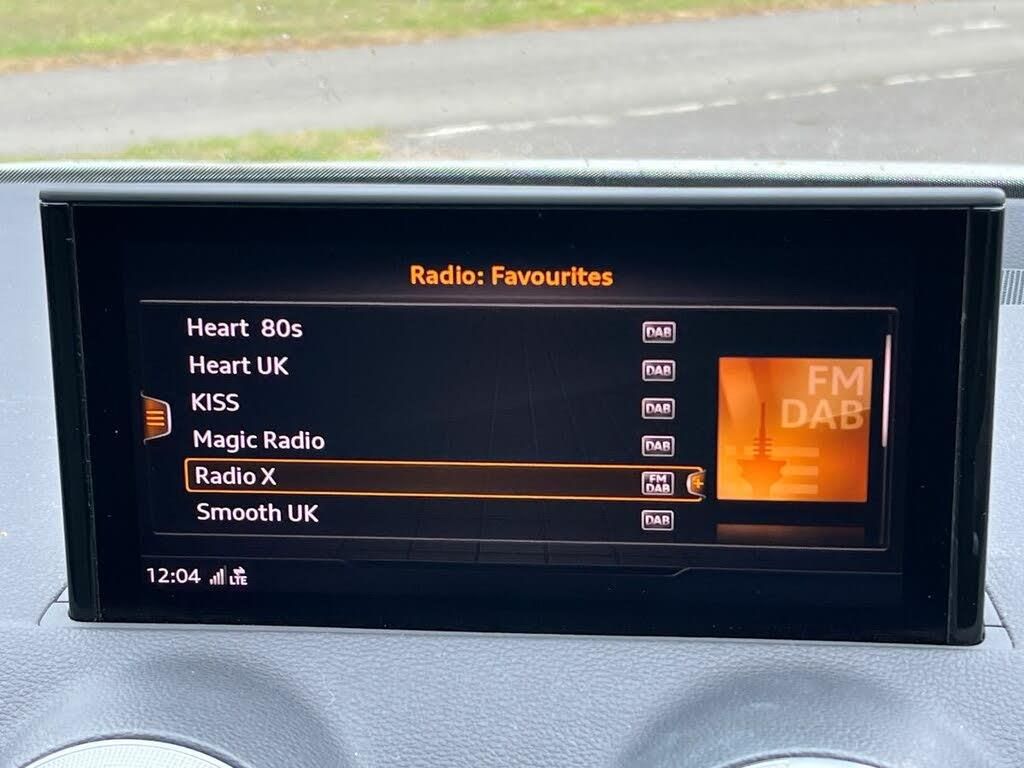 Radio: Favourites
Heart 80s DAB
Heart UK DAB
KISS DAB
Magic Radio DAB
Radio X FM DAB
Smooth UK DAB
FM
DAB
12:04 LTE